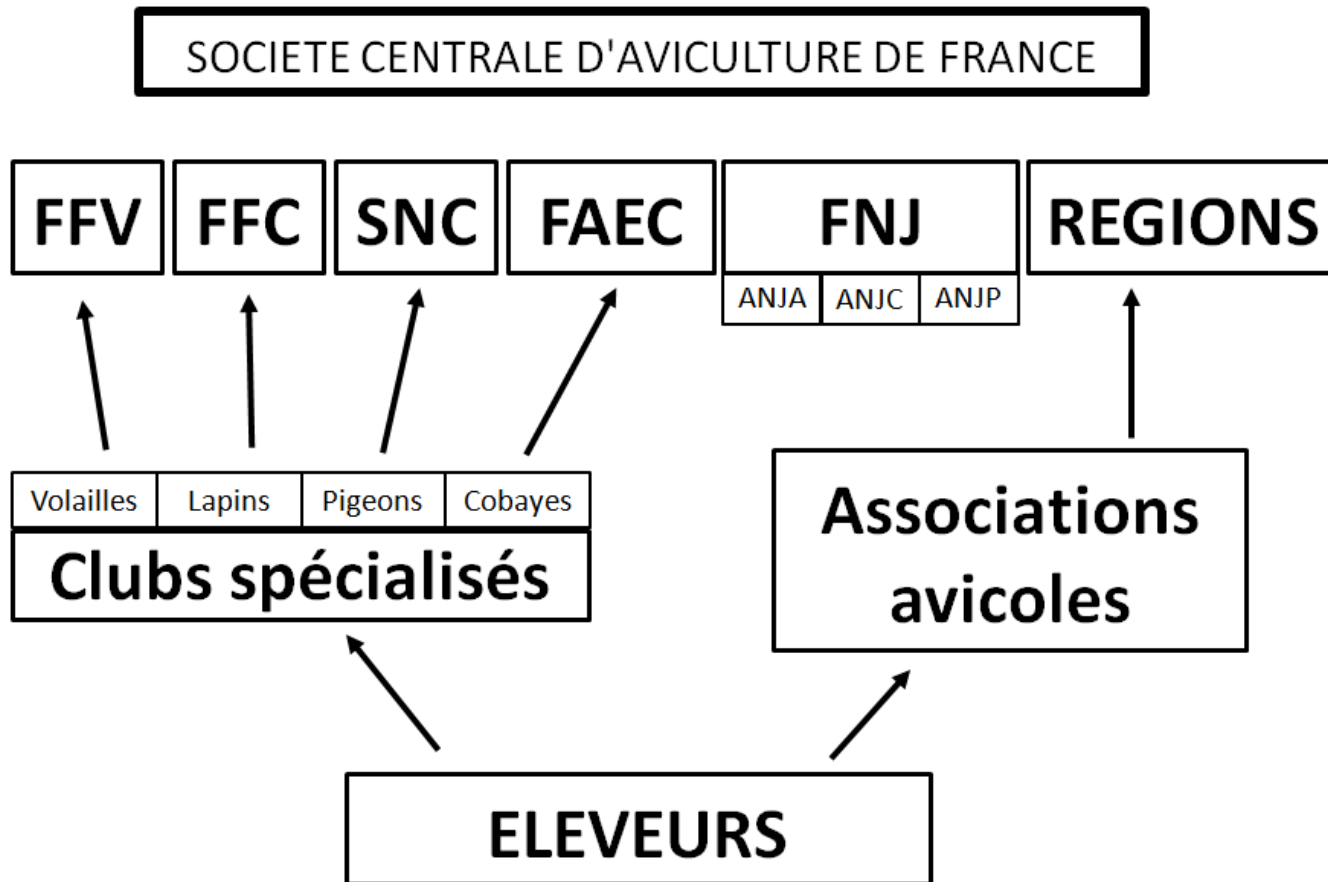 SOCIETE CENTRALE D'AVICULTURE DE FRANCE
FFV
FFC
SNC
FAEC
FNJ
REGIONS
ANJA
ANJC
ANJP
Volailles
Lapins
Pigeons
Cobayes
Clubs spécialisés
Associations
avicoles
ELEVEURS